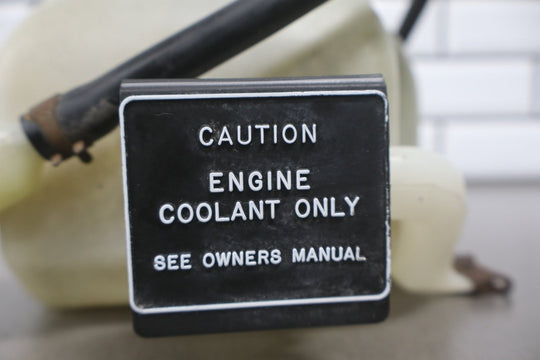 CAUTION
ENGINE
COOLANT ONLY
SEE OWNERS MANUAL